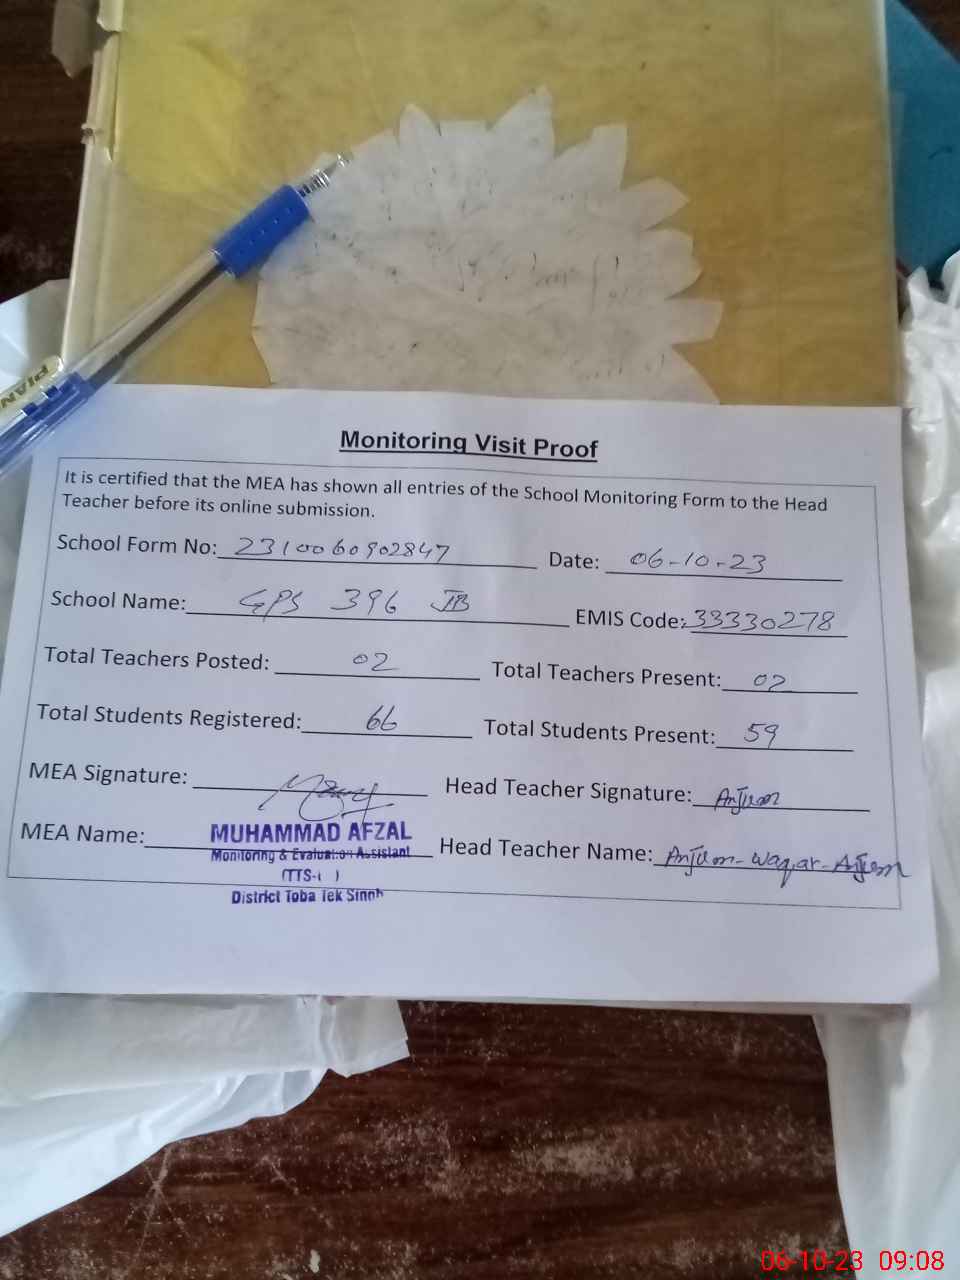 PIAN
Monitoring Visit Proof
It is certified that the MEA has shown all entries of the School Monitoring Form to the Head
Teacher before its online submission.
School Form No: 2310060902847 Date: 06-10-23
School Name: GPS 396 JB EMIS Code: 33330278
Total Teachers Posted: 02 Total Teachers Present: 02
Total Students Registered: 66 Total Students Present: 59
MEA Signature: Head Teacher Signature: Anjum
MEA Name: MUHAMMAD AFZAL Head Teacher Name: Anjum-Waqar-Anjum
Monitoring & Evaluation Assistant
(TTS-( )
District Toba Tek Singh
06-10-23 09:08